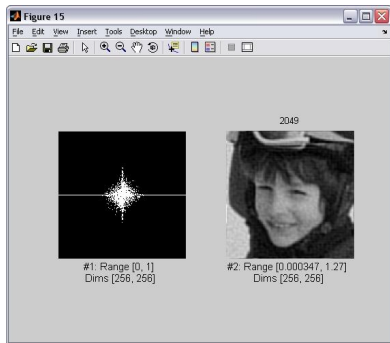 Figure 15
File Edit View Insert Tools Desktop Window Help
2049
#1: Range [0, 1]
Dims [256, 256]
#2: Range [0.000347, 1.27]
Dims [256, 256]